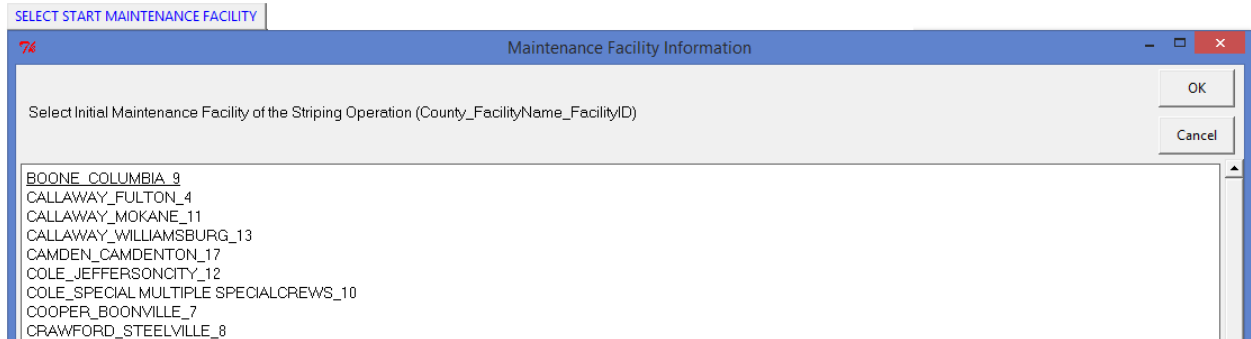 SELECT START MAINTENANCE FACILITY
Maintenance Facility Information
OK
Select Initial Maintenance Facility of the Striping Operation (County_FacilityName_FacilityID)
Cancel
BOONE_COLUMBIA_9
CALLAWAY_FULTON_4
CALLAWAY_MOKANE_11
CALLAWAY_WILLIAMSBURG_13
CAMDEN_CAMDENTON_17
COLE_JEFFERSONCITY_12
COLE_SPECIAL MULTIPLE SPECIALCREWS_10
COOPER_BOONVILLE_7
CRAWFORD_STEELVILLE_8